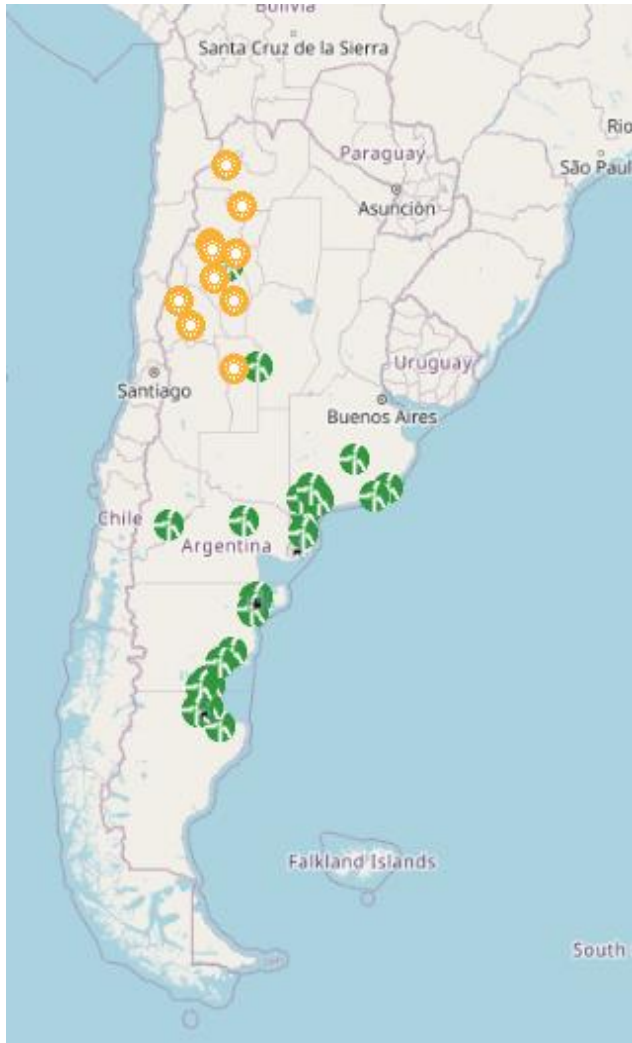 Bolivia
Santa Cruz de la Sierra
Rio
Paraguay
São Paul
Asunción
Uruguay
Santiago
Buenos Aires
Chile
Argentina
Falkland Islands
South